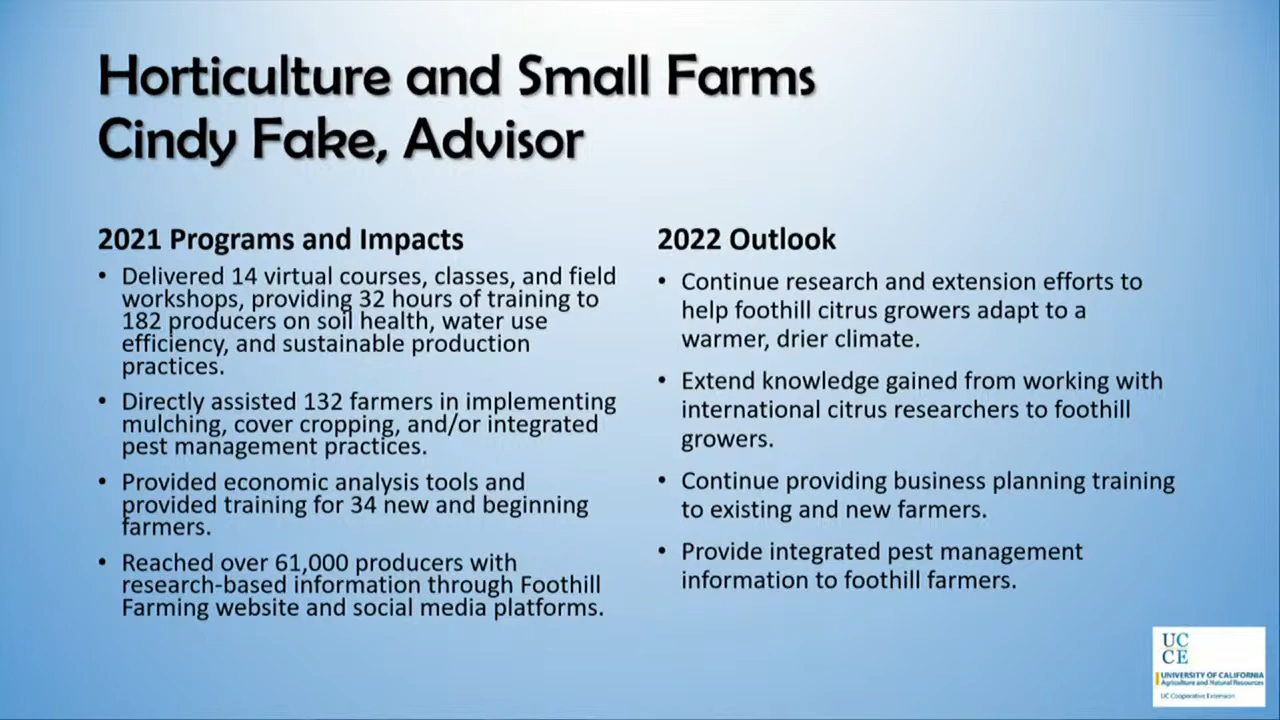 Horticulture and Small Farms
Cindy Fake, Advisor
2021 Programs and Impacts
• Delivered 14 virtual courses, classes, and field
workshops, providing 32 hours of training to
182 producers on soil health, water use
efficiency, and sustainable production
practices.
• Directly assisted 132 farmers in implementing
mulching, cover cropping, and/or integrated
pest management practices.
• Provided economic analysis tools and
provided training for 34 new and beginning
farmers.
• Reached over 61,000 producers with
research-based information through Foothill
Farming website and social media platforms.
2022 Outlook
• Continue research and extension efforts to
help foothill citrus growers adapt to a
warmer, drier climate.
• Extend knowledge gained from working with
international citrus researchers to foothill
growers.
• Continue providing business planning training
to existing and new farmers.
• Provide integrated pest management
information to foothill farmers.
UC
CE
UNIVERSITY OF CALIFORNIA
Agriculture and Natural Resources
UC Cooperative Extension